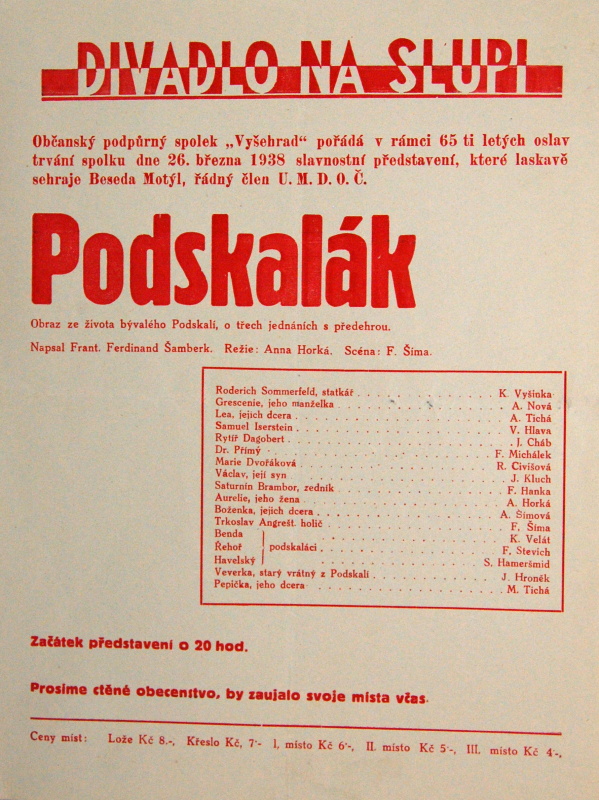 DIVADLO NA SLUPI
Občanský podpůrný spolek „Vyšehrad“ pořádá v rámci 65 ti letých oslav
trvání spolku dne 26. března 1938 slavnostní představení, které laskavě
sehraje Beseda Motýl, řádný člen U. M. D. O. Č.
Podskalák
Obraz ze života bývalého Podskalí, o třech jednáních s předehrou.
Napsal Frant. Ferdinand Šamberk. Režie: Anna Horká. Scéna: F. Šíma.
Roderich Sommerfeld, statkář . . . . . . . . . . . . K. Vyšinka
Grescenie, jeho manželka . . . . . . . . . . . . A. Nová
Lea, jejich dcera . . . . . . . . . . . . A. Tichá
Samuel Iserstein . . . . . . . . . . . . V. Hlava
Rytíř Dagobert . . . . . . . . . . . . J. Cháb
Dr. Přímý . . . . . . . . . . . . F. Michálek
Marie Dvořáková . . . . . . . . . . . . R. Civišová
Václav, její syn . . . . . . . . . . . . J. Kluch
Saturnin Brambor, zedník . . . . . . . . . . . . F. Hanka
Aurelie, jeho žena . . . . . . . . . . . . A. Horká
Boženka, jejich dcera . . . . . . . . . . . . A. Šímová
Trkoslav Angrešt. holič . . . . . . . . . . . . F. Šíma
Benda . . . . . . . . . . . . K. Velát
Řehoř podskaláci . . . . . . . . . . . . F. Stevich
Havelský . . . . . . . . . . . . S. Hameršmid
Veverka, starý vrátný z Podskalí . . . . . . . . . . . . J. Hroněk
Pepička, jeho dcera . . . . . . . . . . . . M. Tichá
Začátek představení o 20 hod.
Prosíme ctěné obecenstvo, by zaujalo svoje místa včas.
Ceny míst: Lože Kč 8.-, Křeslo Kč, 7·- I, místo Kč 6·-, II. místo Kč 5·-, III. místo Kč 4·-,